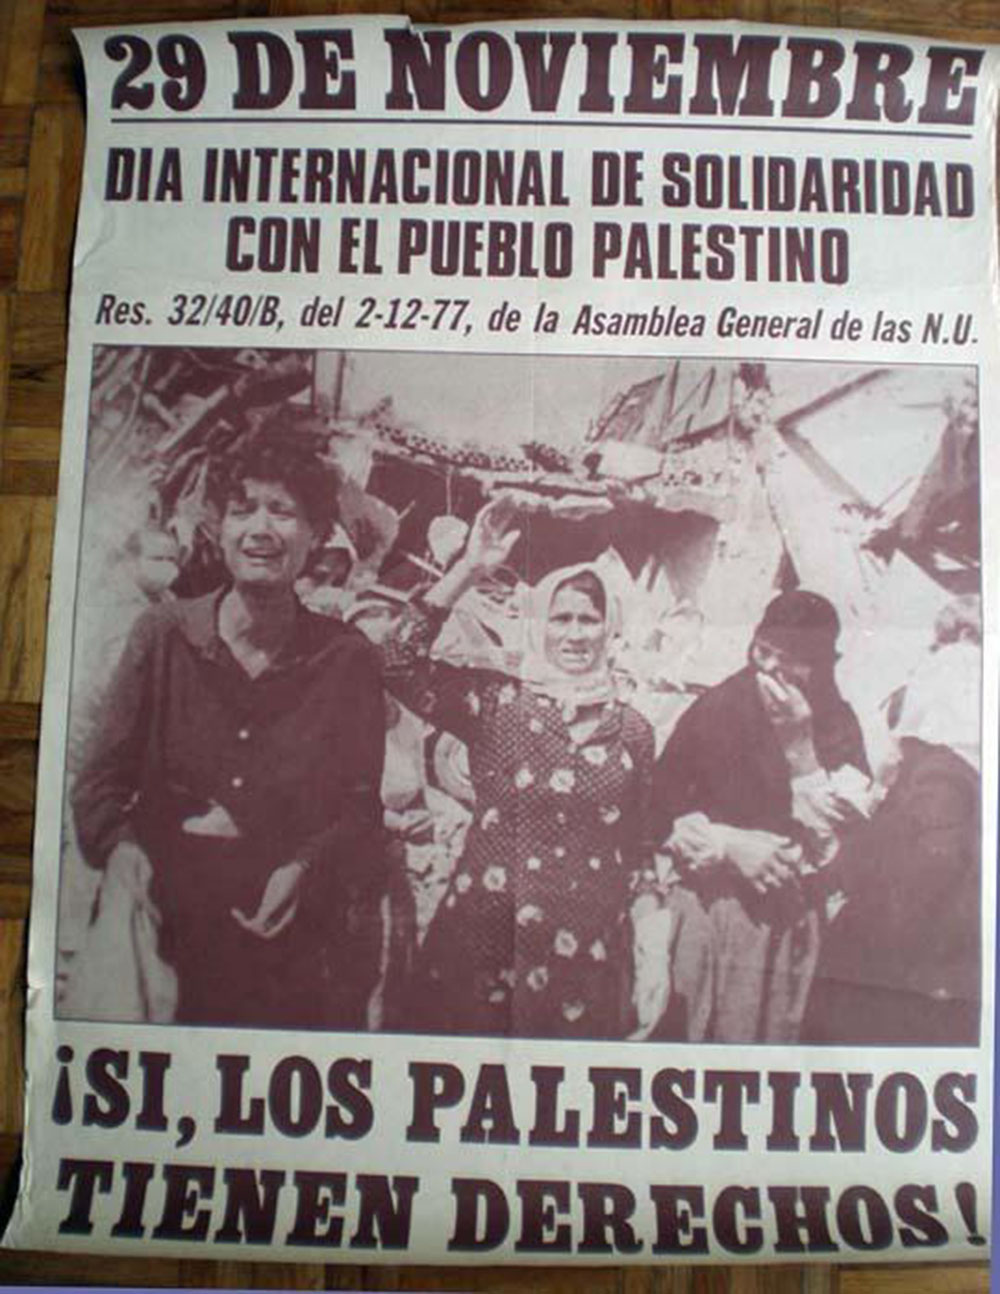 29 DE NOVIEMBRE
DIA INTERNACIONAL DE SOLIDARIDAD
CON EL PUEBLO PALESTINO
Res. 32/40/B, del 2-12-77, de la Asamblea General de las N.U.
¡SI, LOS PALESTINOS
TIENEN DERECHOS!